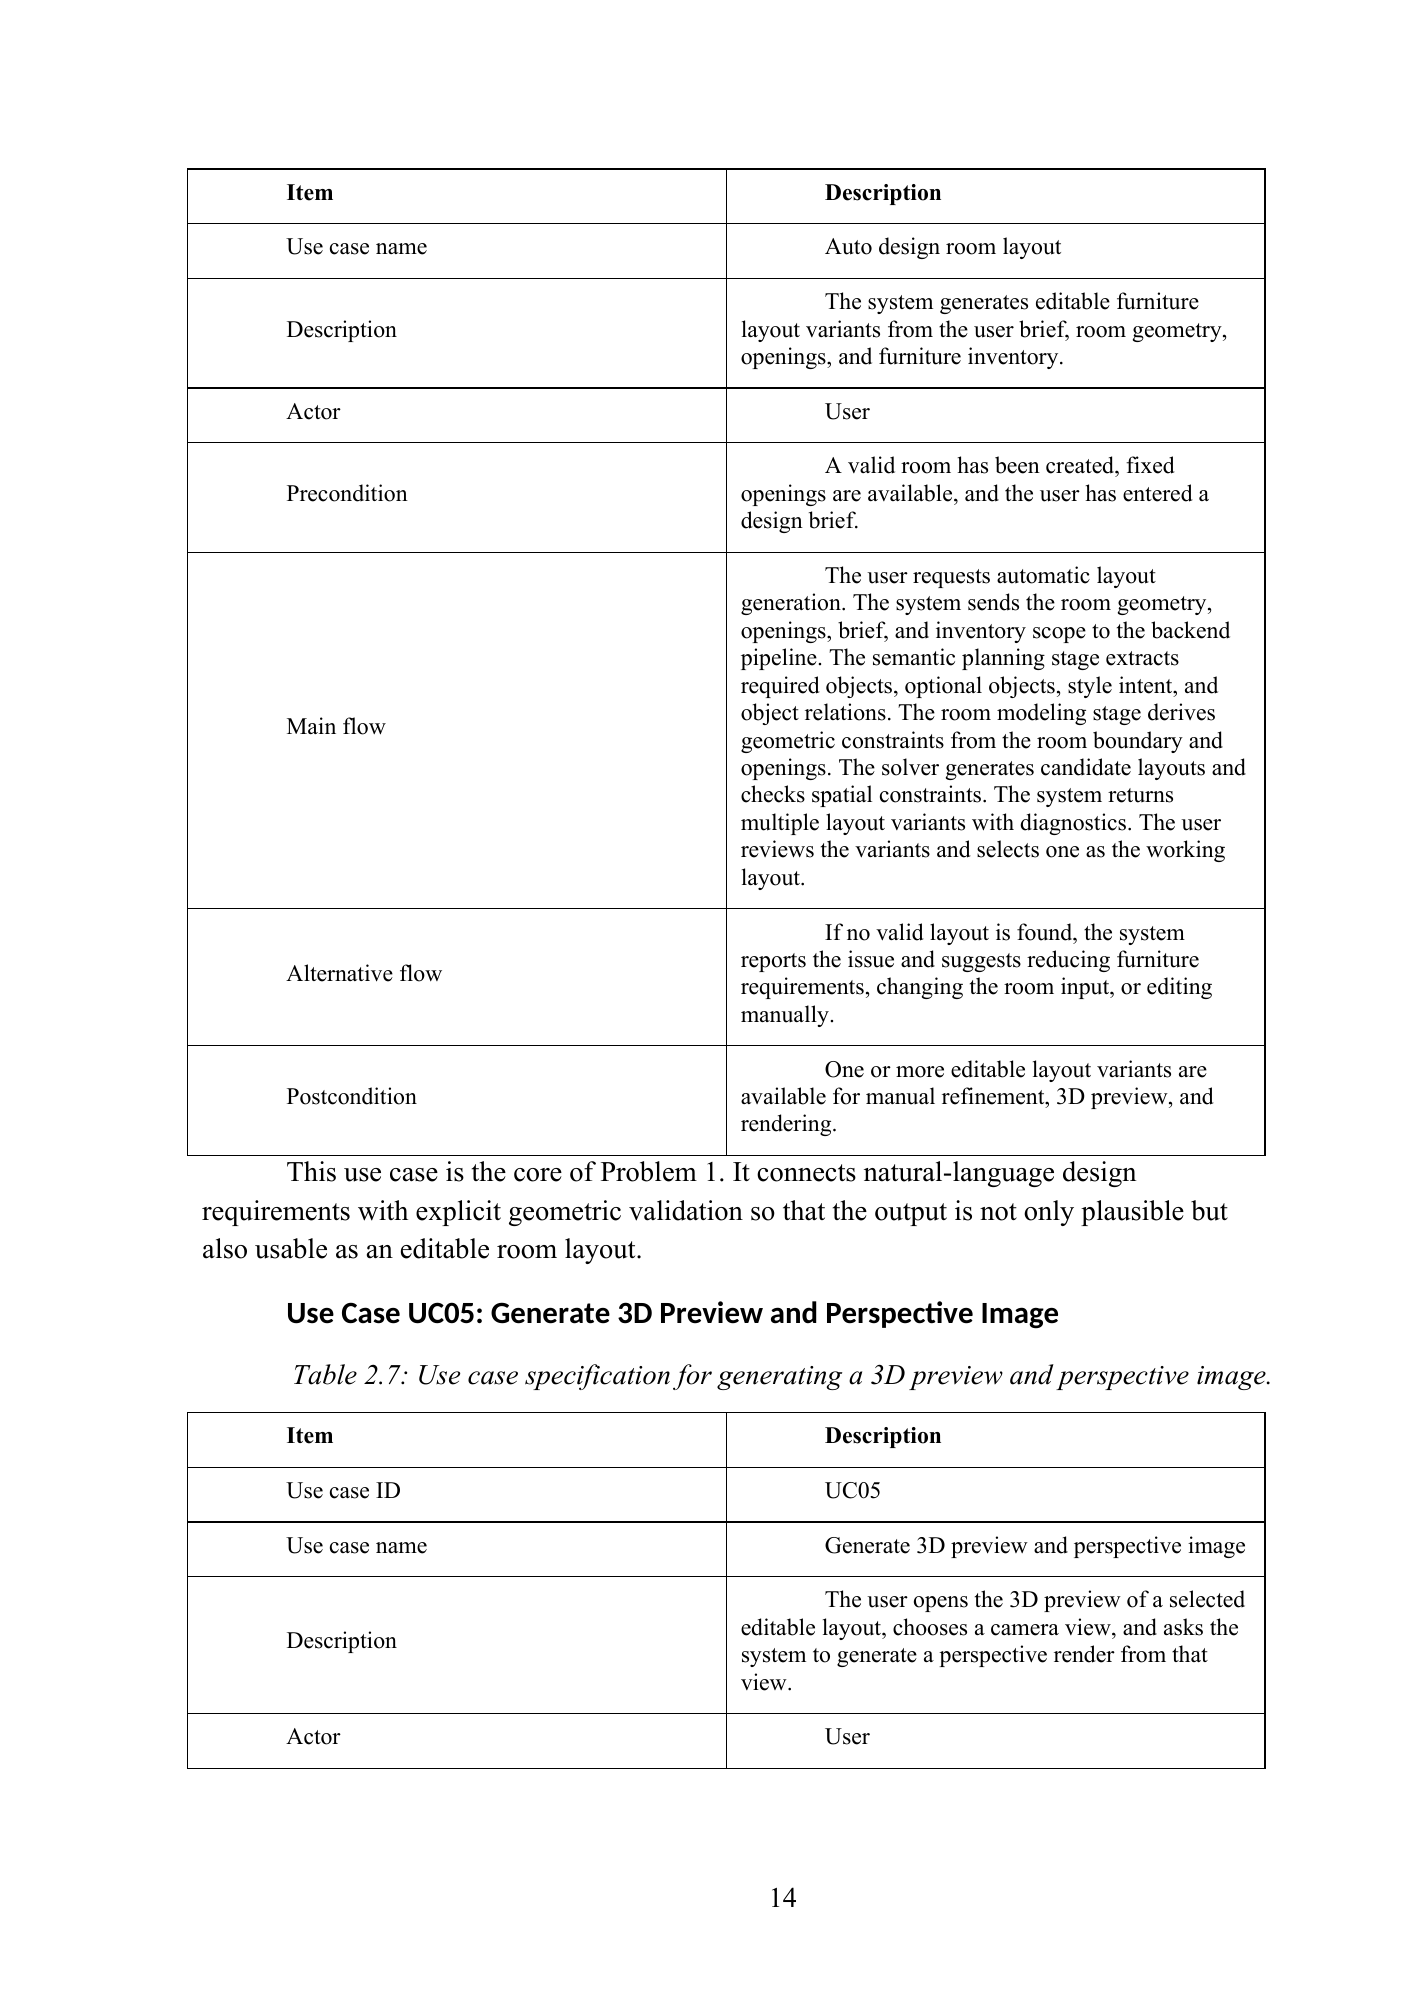 Item Description
Use case name Auto design room layout
Description
The system generates editable furniture
layout variants from the user brief, room geometry,
openings, and furniture inventory.
Actor User
Precondition
A valid room has been created, fixed
openings are available, and the user has entered a
design brief.
Main flow
The user requests automatic layout
generation. The system sends the room geometry,
openings, brief, and inventory scope to the backend
pipeline. The semantic planning stage extracts
required objects, optional objects, style intent, and
object relations. The room modeling stage derives
geometric constraints from the room boundary and
openings. The solver generates candidate layouts and
checks spatial constraints. The system returns
multiple layout variants with diagnostics. The user
reviews the variants and selects one as the working
layout.
Alternative flow
If no valid layout is found, the system
reports the issue and suggests reducing furniture
requirements, changing the room input, or editing
manually.
Postcondition
One or more editable layout variants are
available for manual refinement, 3D preview, and
rendering.
This use case is the core of Problem 1. It connects natural-language design
requirements with explicit geometric validation so that the output is not only plausible but
also usable as an editable room layout.
Use Case UC05: Generate 3D Preview and Perspective Image
Table 2.7: Use case specification for generating a 3D preview and perspective image.
Item Description
Use case ID UC05
Use case name Generate 3D preview and perspective image
Description
The user opens the 3D preview of a selected
editable layout, chooses a camera view, and asks the
system to generate a perspective render from that
view.
Actor User
14